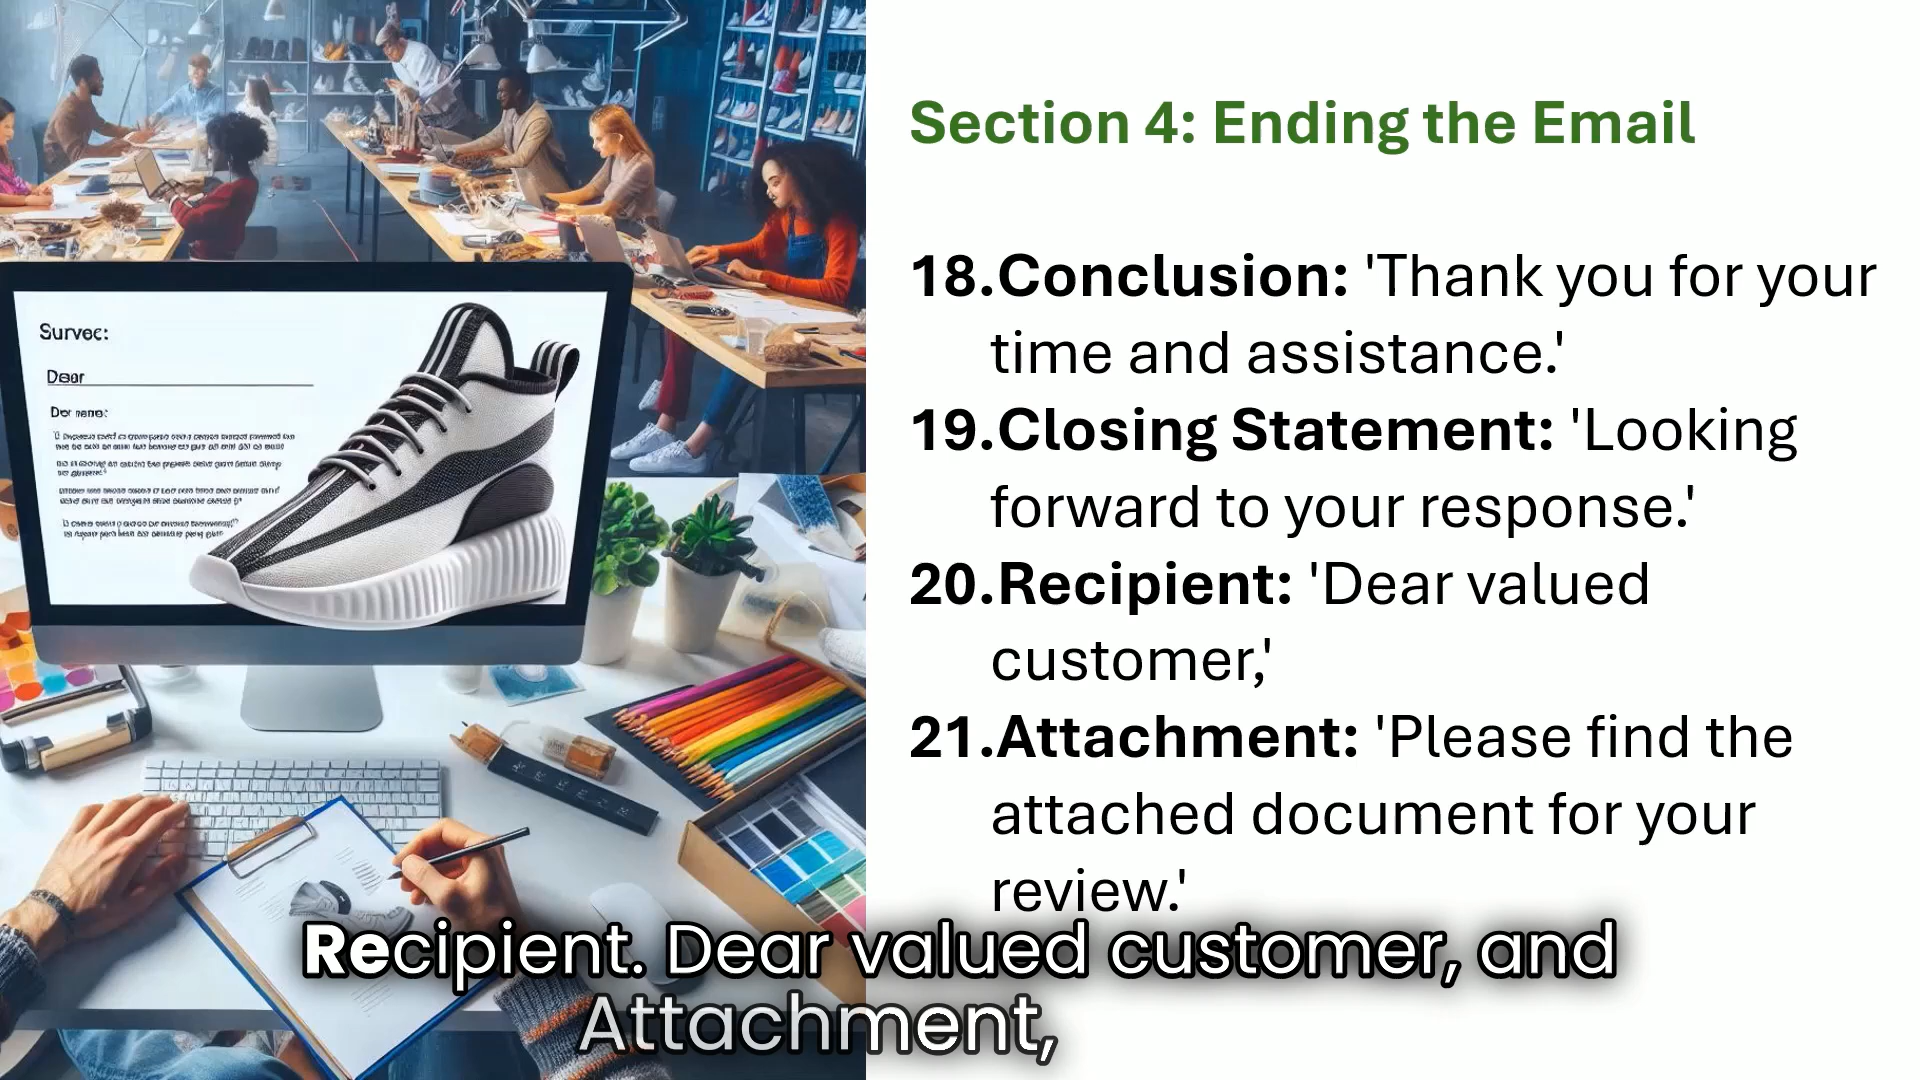 Section 4: Ending the Email
18.Conclusion: 'Thank you for your
time and assistance.'
19.Closing Statement: 'Looking
forward to your response.'
20.Recipient: 'Dear valued
customer,'
21.Attachment: 'Please find the
attached document for your
review.'
Survec:
Dear
Recipient. Dear valued customer, and
Attachment,